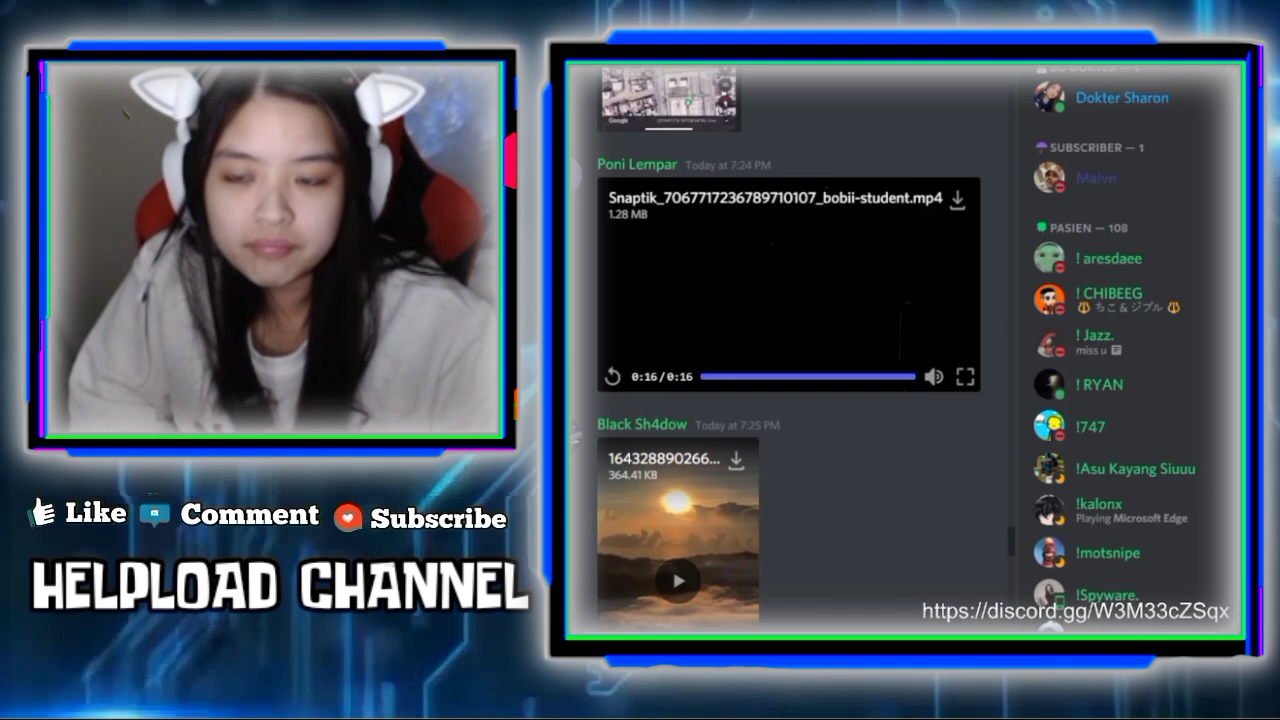 Google
Poni Lempar Today at 7:24 PM
Snaptik_7067717236789710107_bobii-student.mp4
1.28 MB
0:16/0:16
Black Sh4dow Today at 7:25 PM
164328890266...
364.41 KB
Dokter Sharon
SUBSCRIBER — 1
Malvn
PASIEN — 108
! aresdaee
! CHIBEEG
ちこ & ジブル
! Jazz.
miss u
! RYAN
!747
!Asu Kayang Siuuu
!kalonx
Playing Microsoft Edge
!motsnipe
!Spyware.
https://discord.gg/W3M33cZSqx
Like Comment Subscribe
HELPLOAD CHANNEL